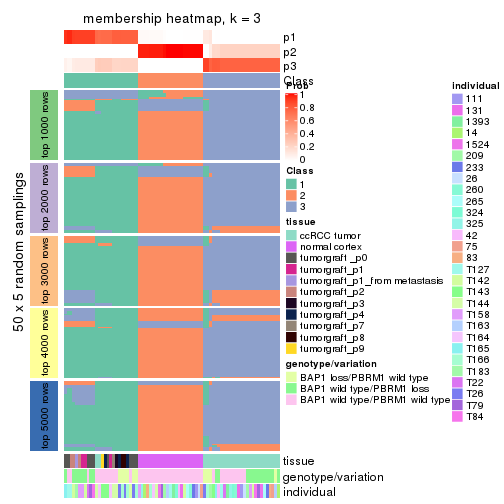 membership heatmap, k = 3
p1
p2
p3
Class
50 x 5 random samplings
top 1000 rows
top 2000 rows
top 3000 rows
top 4000 rows
top 5000 rows
tissue
genotype/variation
individual
Prob
1
0.8
0.6
0.4
0.2
0
Class
1
2
3
tissue
ccRCC tumor
normal cortex
tumorgraft_p0
tumorgraft_p1
tumorgraft_p1_from metastasis
tumorgraft_p2
tumorgraft_p3
tumorgraft_p4
tumorgraft_p7
tumorgraft_p8
tumorgraft_p9
genotype/variation
BAP1 loss/PBRM1 wild type
BAP1 wild type/PBRM1 loss
BAP1 wild type/PBRM1 wild type
individual
111
131
1393
14
1524
209
233
26
260
265
324
325
42
75
83
T127
T142
T143
T144
T158
T163
T164
T165
T166
T183
T22
T26
T79
T84